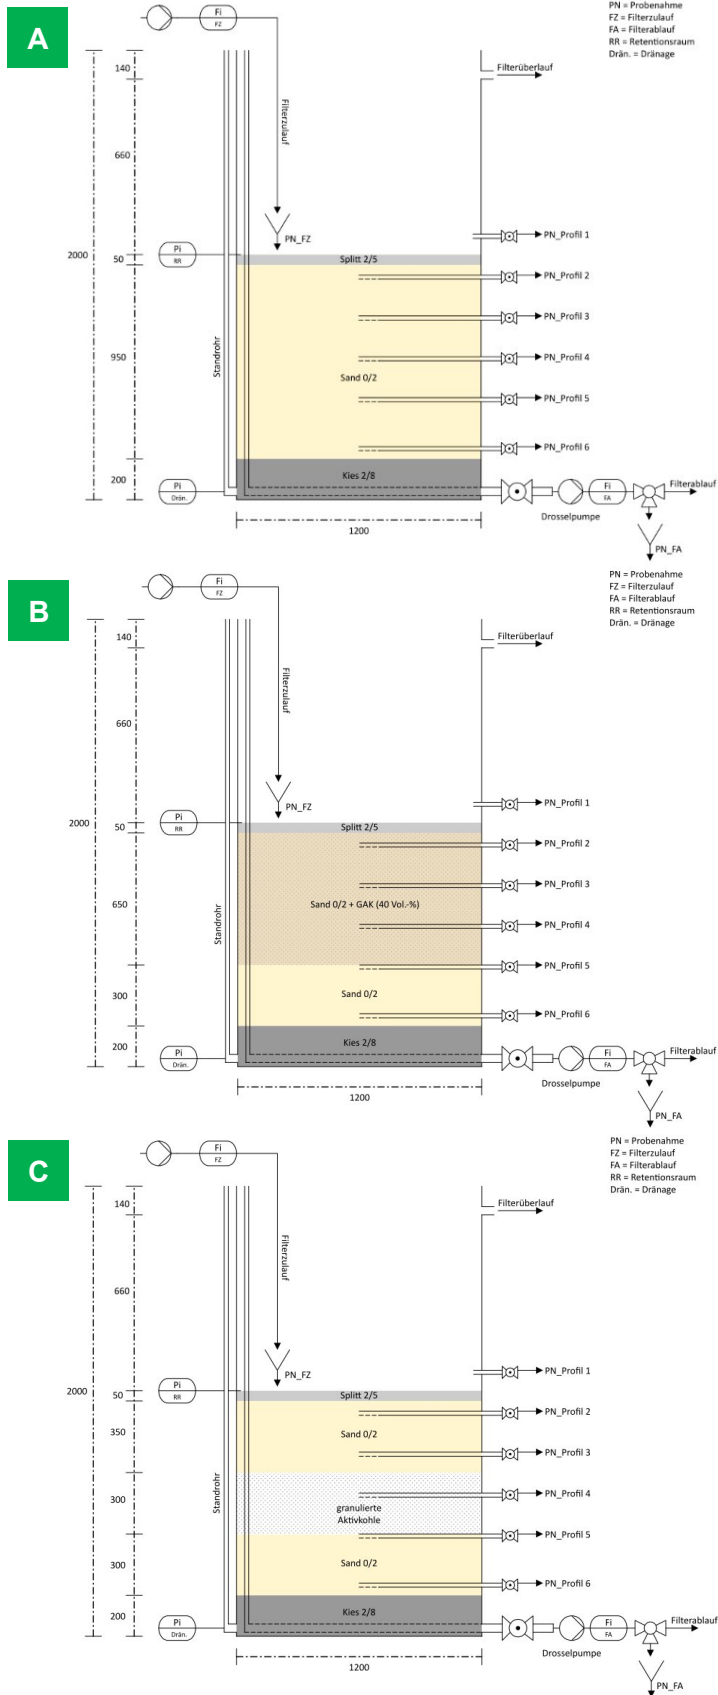 PN = Probenahme
FZ = Filterzulauf
FA = Filterablauf
RR = Retentionsraum
Drän. = Dränage
A
Fi
FZ
140
Filterüberlauf
Filterzulauf
660
PN_FZ
PN_Profil 1
2000
Pi
RR
50
Splitt 2/5
PN_Profil 2
PN_Profil 3
Standrohr
950
PN_Profil 4
Sand 0/2
PN_Profil 5
PN_Profil 6
200
Kies 2/8
Pi
Drän.
Fi
FA
Filterablauf
Drosselpumpe
1200
PN_FA
PN = Probenahme
FZ = Filterzulauf
FA = Filterablauf
RR = Retentionsraum
Drän. = Dränage
B
Fi
FZ
140
Filterüberlauf
Filterzulauf
660
PN_FZ
PN_Profil 1
2000
Pi
RR
50
Splitt 2/5
PN_Profil 2
PN_Profil 3
650
Sand 0/2 + GAK (40 Vol.-%)
Standrohr
PN_Profil 4
PN_Profil 5
300
Sand 0/2
PN_Profil 6
200
Kies 2/8
Pi
Drän.
Fi
FA
Filterablauf
Drosselpumpe
1200
PN_FA
PN = Probenahme
FZ = Filterzulauf
FA = Filterablauf
RR = Retentionsraum
Drän. = Dränage
C
Fi
FZ
140
Filterüberlauf
Filterzulauf
660
PN_FZ
PN_Profil 1
2000
Pi
RR
50
Splitt 2/5
PN_Profil 2
350
Sand 0/2
PN_Profil 3
Standrohr
300
PN_Profil 4
granulierte
Aktivkohle
PN_Profil 5
300
Sand 0/2
PN_Profil 6
200
Kies 2/8
Pi
Drän.
Fi
FA
Filterablauf
Drosselpumpe
1200
PN_FA